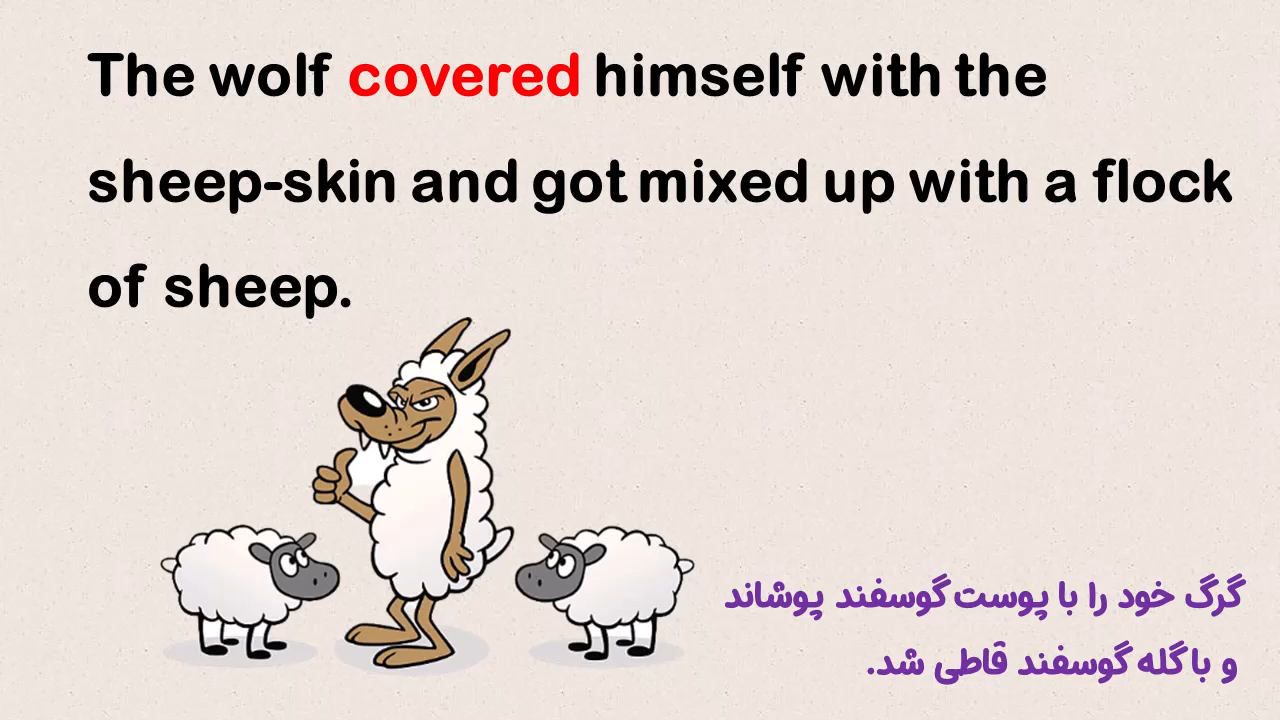 The wolf covered himself with the
sheep-skin and got mixed up with a flock
of sheep.
گرگ خود را با پوست گوسفند پوشاند
و با گله گوسفند قاطی شد.